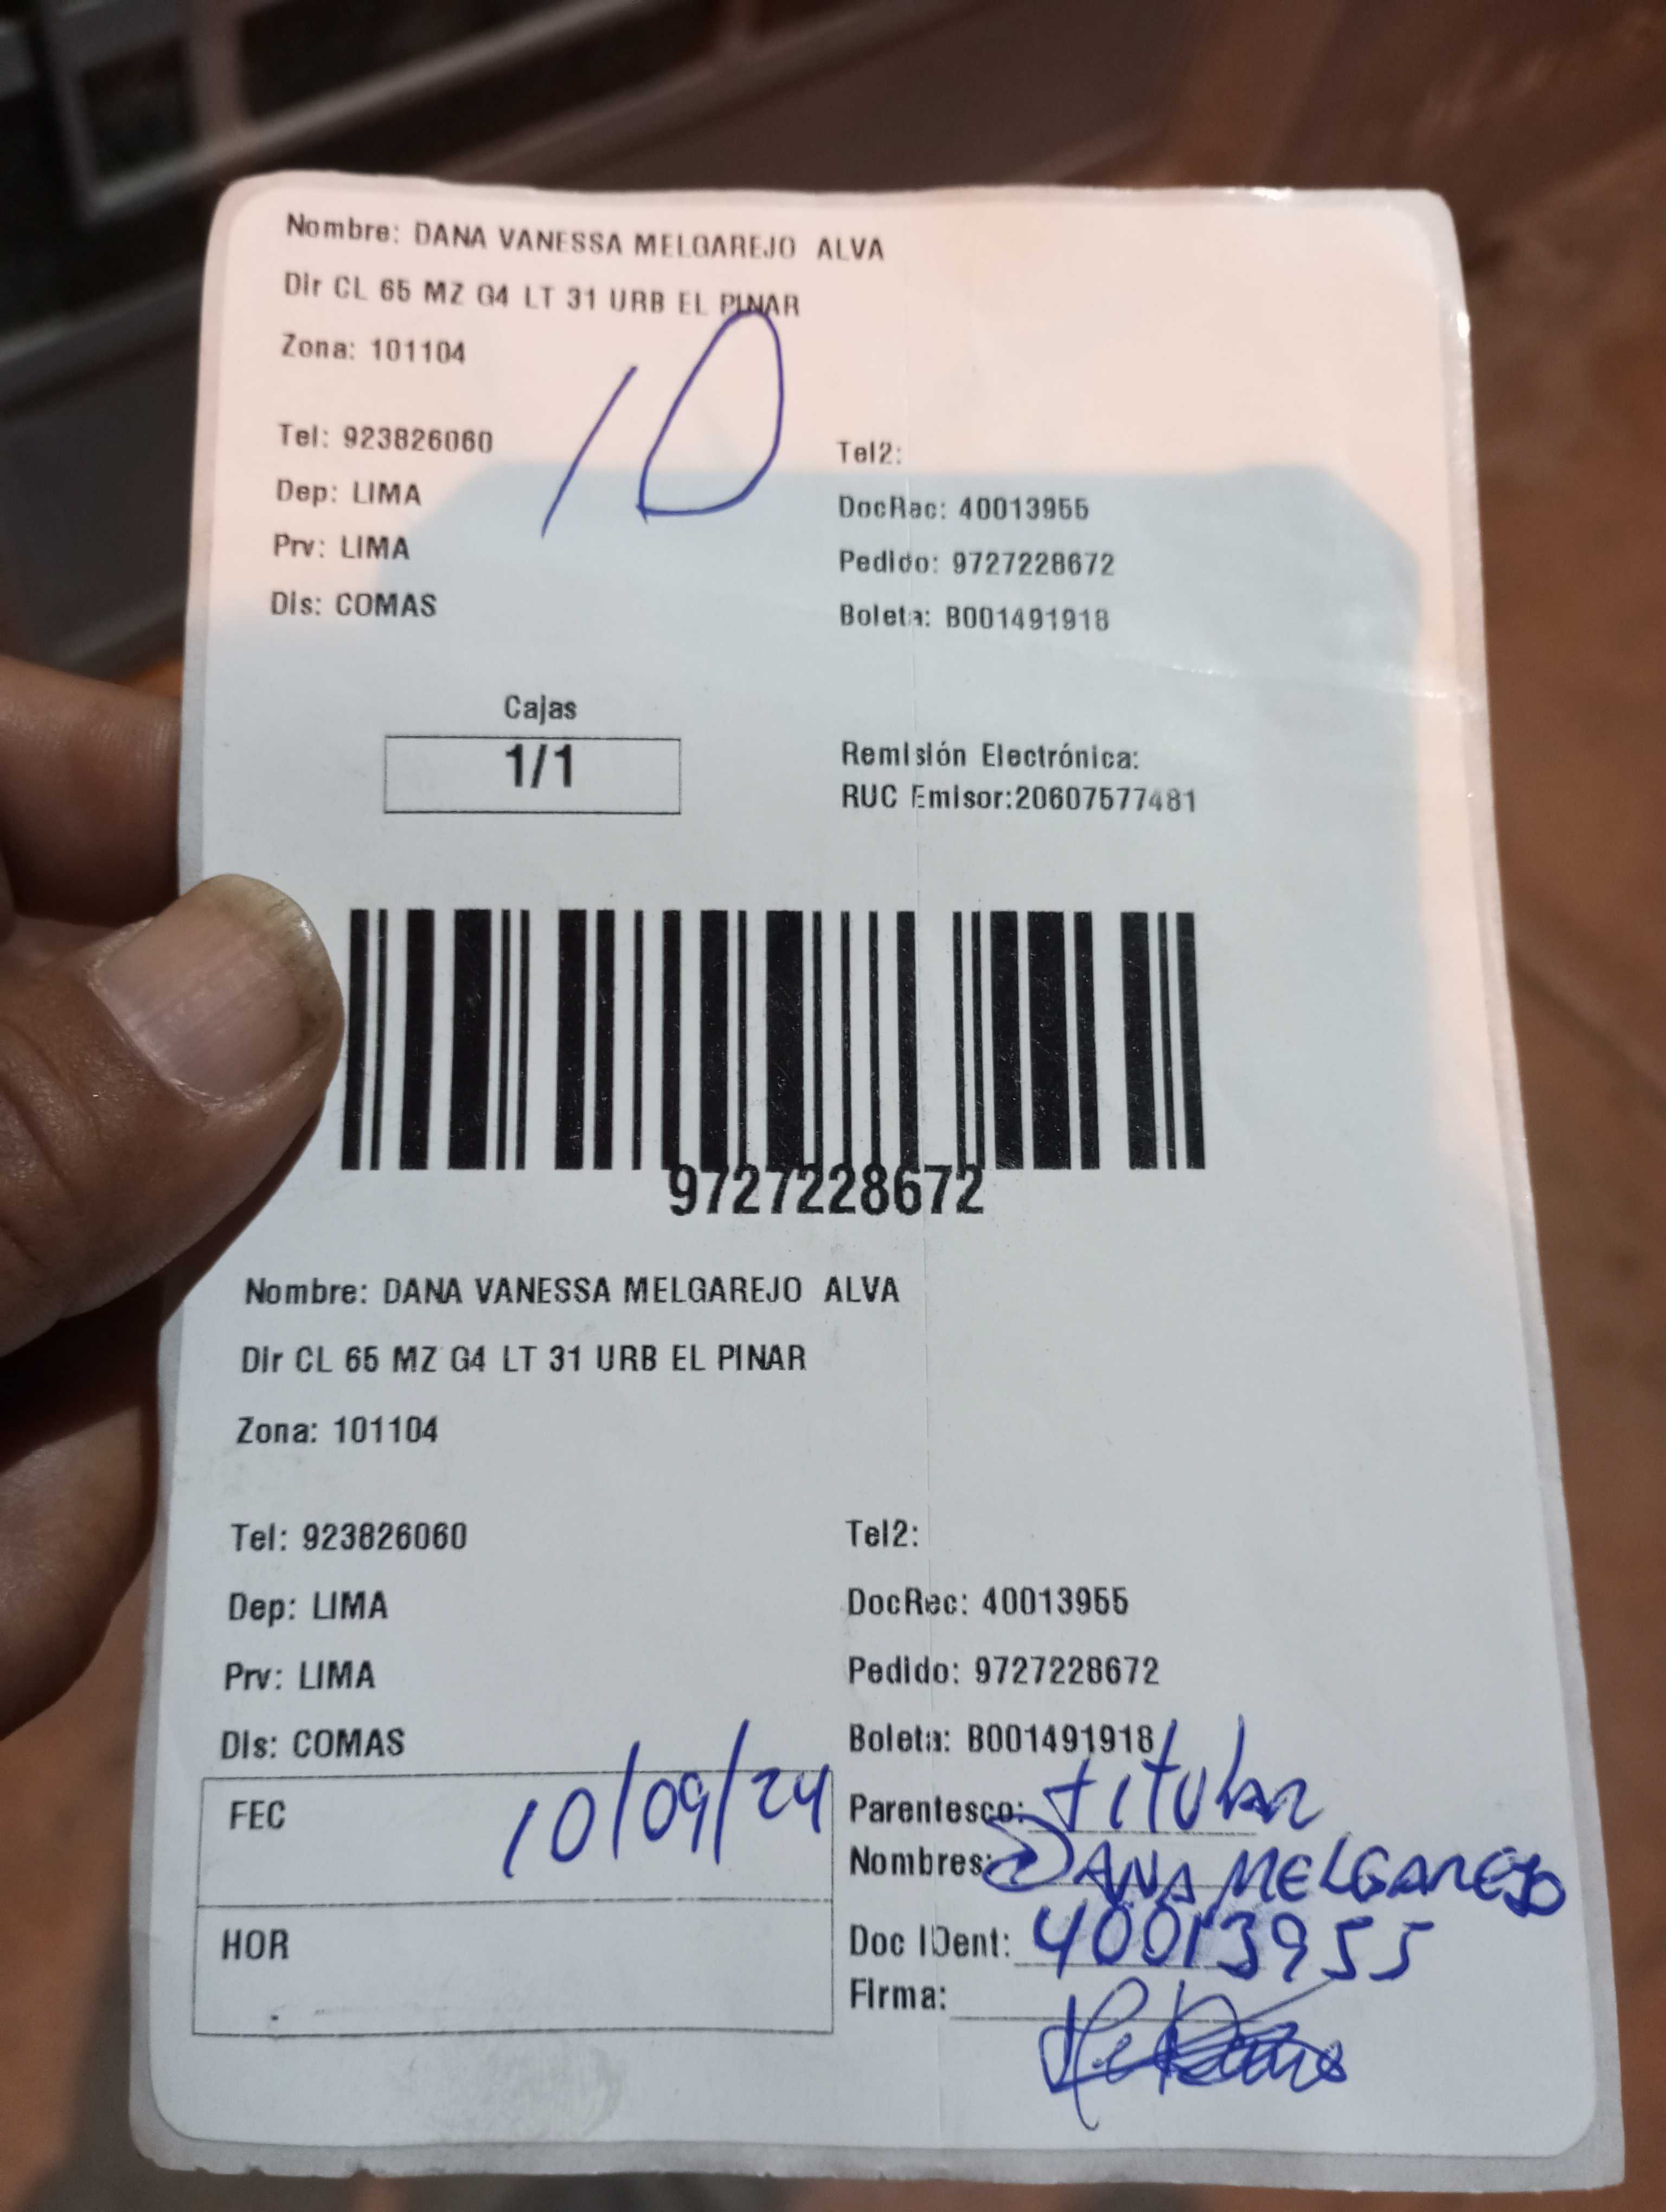 Nombre: DANA VANESSA MELGAREJO ALVA
Dir CL 65 MZ G4 LT 31 URB EL PINAR
Zona: 101104
10
Tel: 923826060
Tel2:
Dep: LIMA
DocRec: 40013955
Prv: LIMA
Pedido: 9727228672
Dis: COMAS
Boleta: B001491918
Cajas
1/1
Remisión Electrónica:
RUC Emisor:20607577481
9727228672
Nombre: DANA VANESSA MELGAREJO ALVA
Dir CL 65 MZ G4 LT 31 URB EL PINAR
Zona: 101104
Tel: 923826060
Tel2:
Dep: LIMA
DocRec: 40013955
Prv: LIMA
Pedido: 9727228672
Dis: COMAS
Boleta: B001491918
FEC 10/09/24
Parentesco: titular
Nombres: DANA MELGAREJO
HOR
Doc IDent: 40013955
Firma: